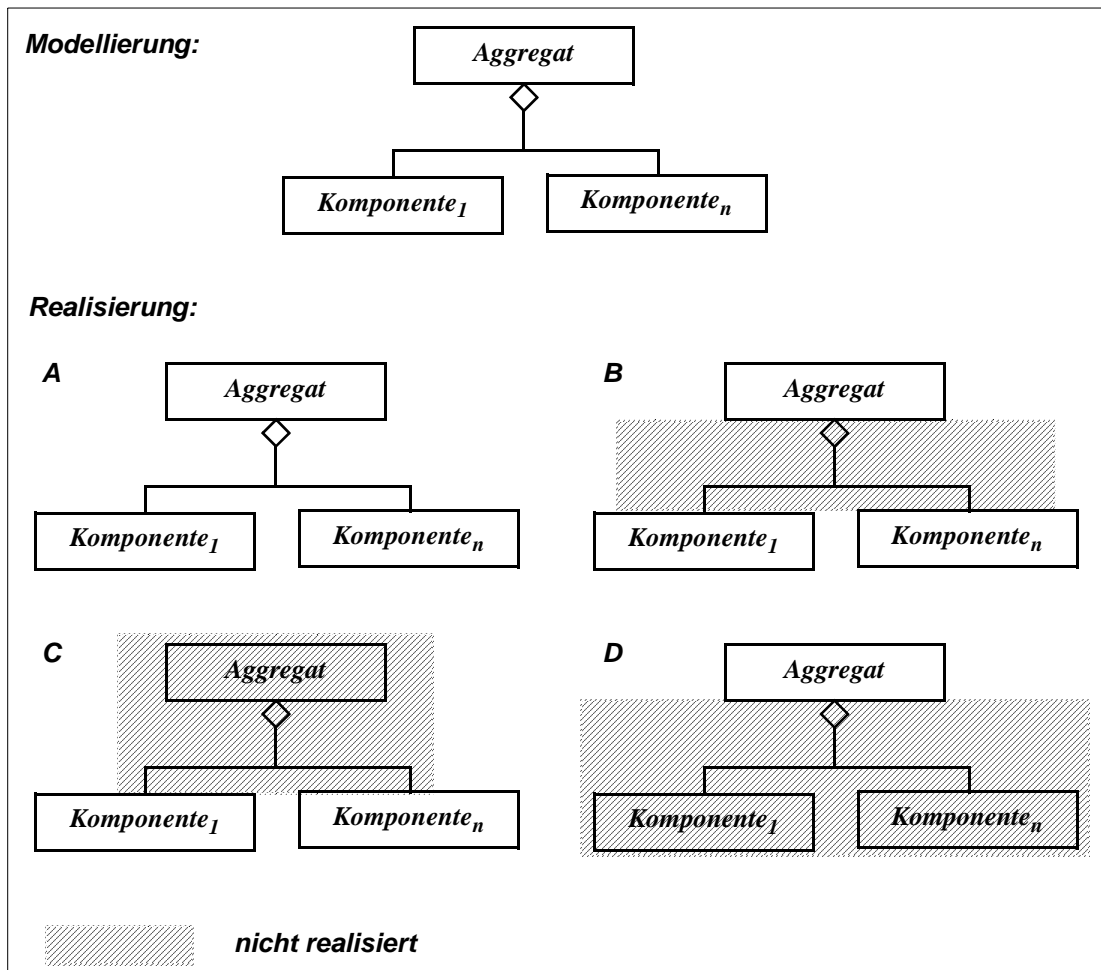 Modellierung:
Aggregat
Komponente1
Komponenten
Realisierung:
A
Aggregat
Komponente1
Komponenten
B
Aggregat
Komponente1
Komponenten
C
Aggregat
Komponente1
Komponenten
D
Aggregat
Komponente1
Komponenten
nicht realisiert